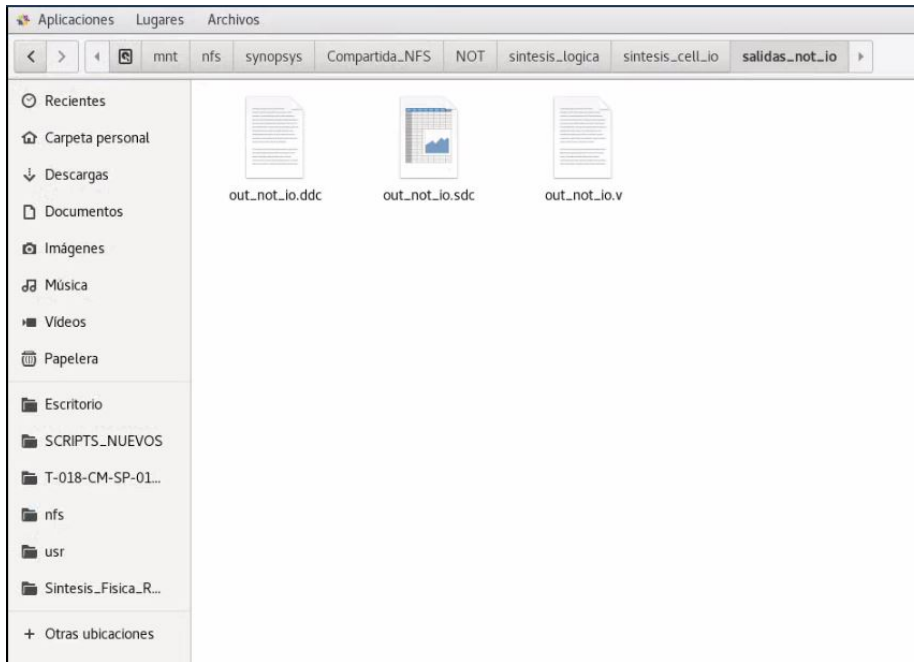 Aplicaciones Lugares Archivos
mnt nfs synopsys Compartida_NFS NOT sintesis_logica sintesis_cell_io salidas_not_io
Recientes
Carpeta personal
Descargas
Documentos
Imágenes
Música
Vídeos
Papelera
Escritorio
SCRIPTS_NUEVOS
T-018-CM-SP-01...
nfs
usr
Síntesis_Fisica_R...
+ Otras ubicaciones
out_not_io.ddc out_not_io.sdc out_not_io.v